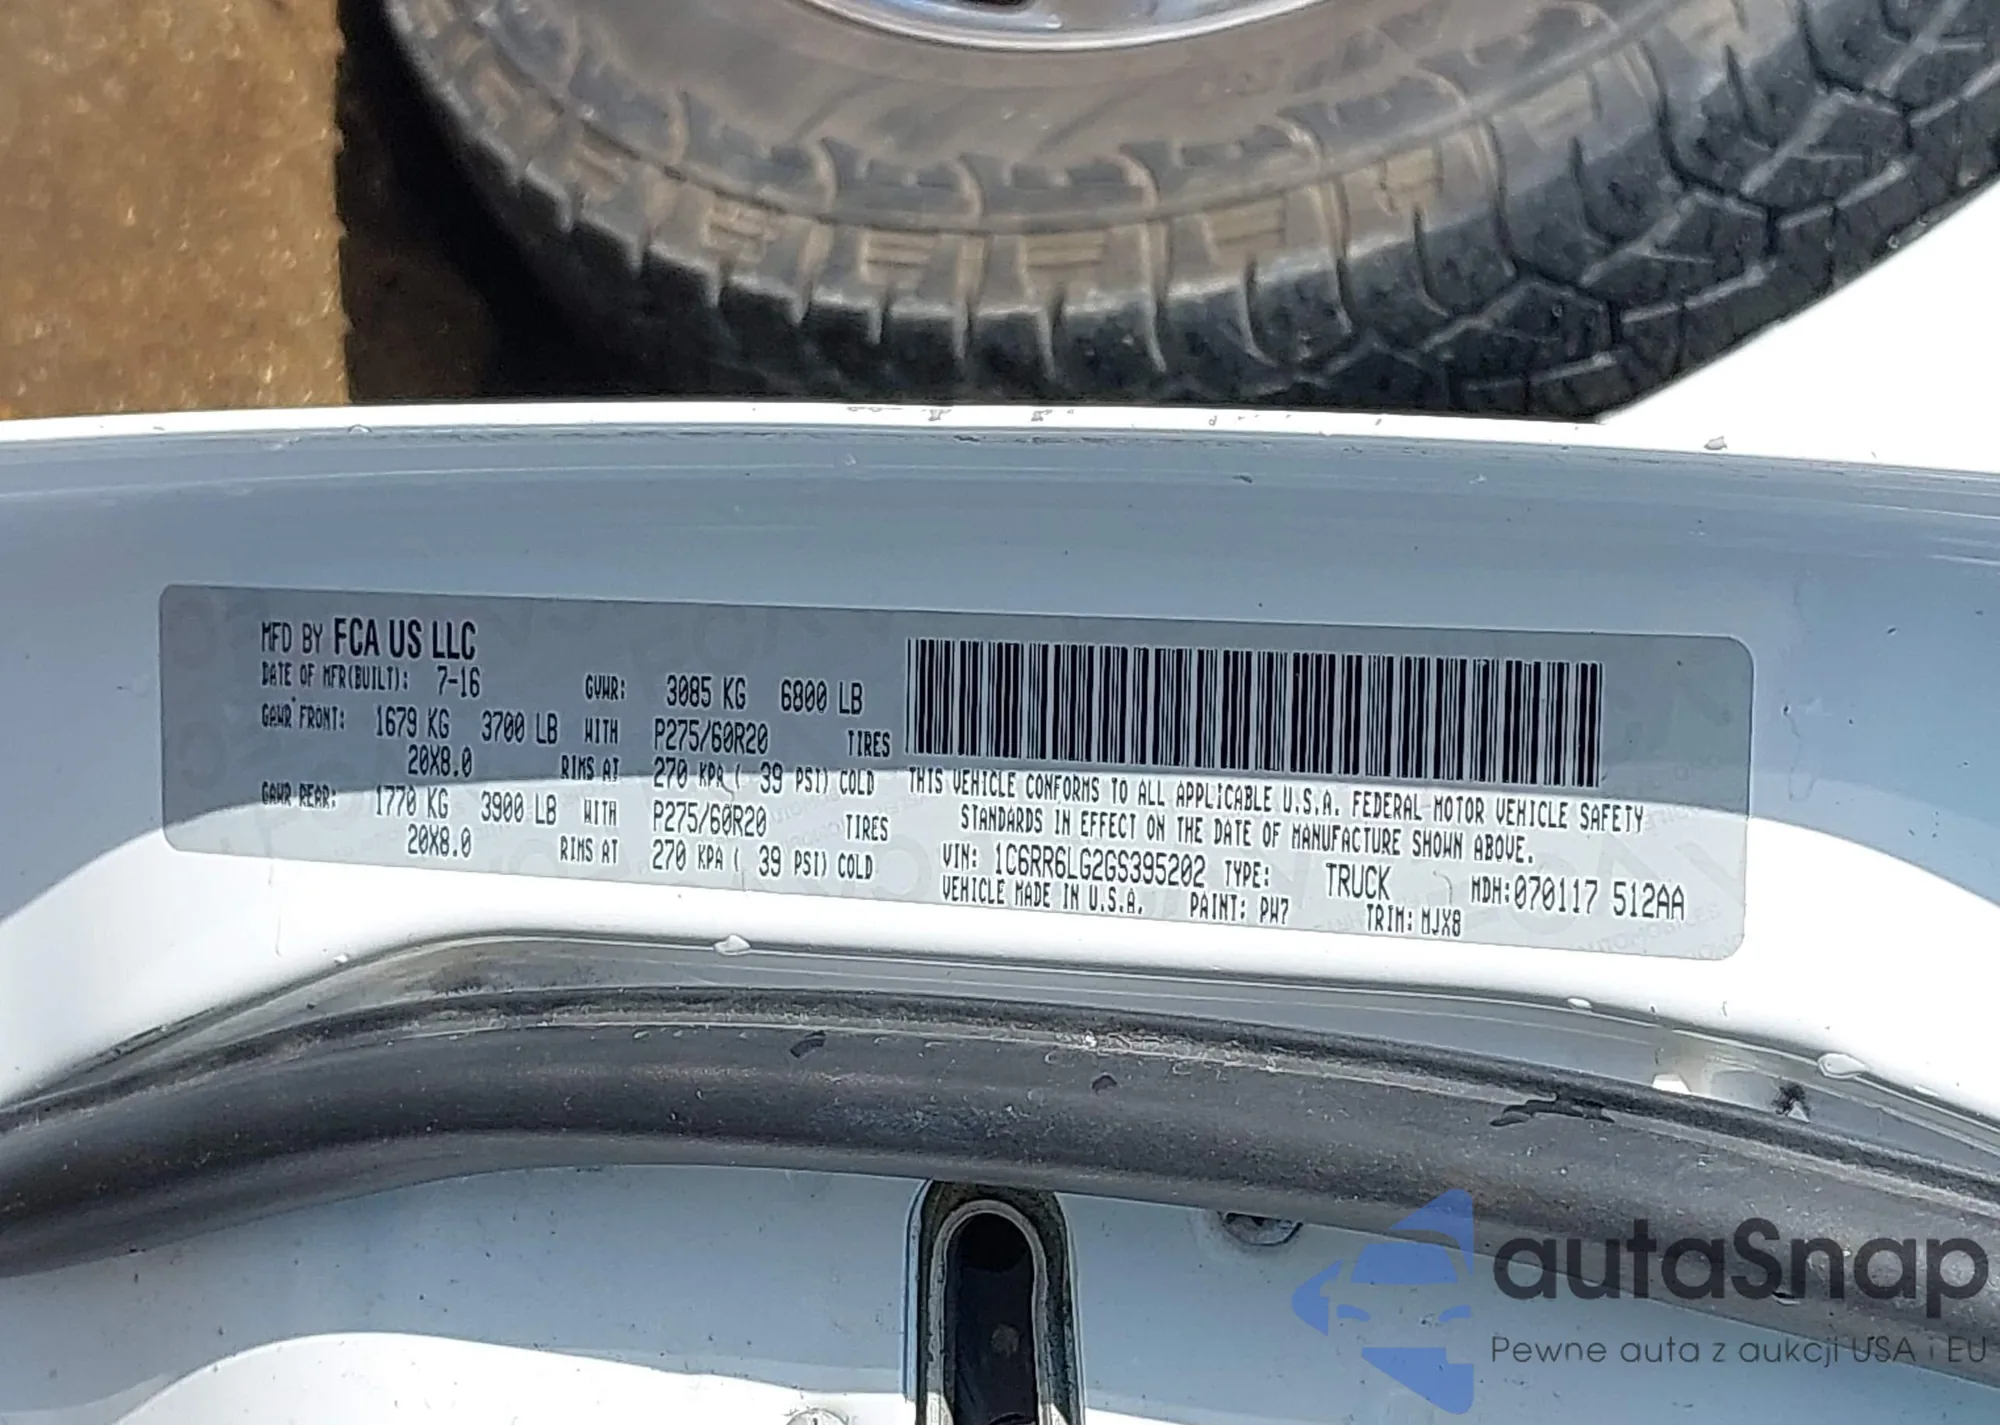 MFD BY FCA US LLC
DATE OF MFR(BUILT): 7-16 GVWR: 3085 KG 6800 LB
GAWR FRONT: 1679 KG 3700 LB WITH P275/60R20 TIRES
20X8.0 RIMS AT 270 KPA ( 39 PSI) COLD
GAWR REAR: 1770 KG 3900 LB WITH P275/60R20 TIRES
20X8.0 RIMS AT 270 KPA ( 39 PSI) COLD
THIS VEHICLE CONFORMS TO ALL APPLICABLE U.S.A. FEDERAL MOTOR VEHICLE SAFETY
STANDARDS IN EFFECT ON THE DATE OF MANUFACTURE SHOWN ABOVE.
VIN: 1C6RR6LG2GS395202 TYPE: TRUCK MDH:070117 512AA
VEHICLE MADE IN U.S.A. PAINT: PW7 TRIM: MJX8
autaSnap
Pewne auta z aukcji USA i EU